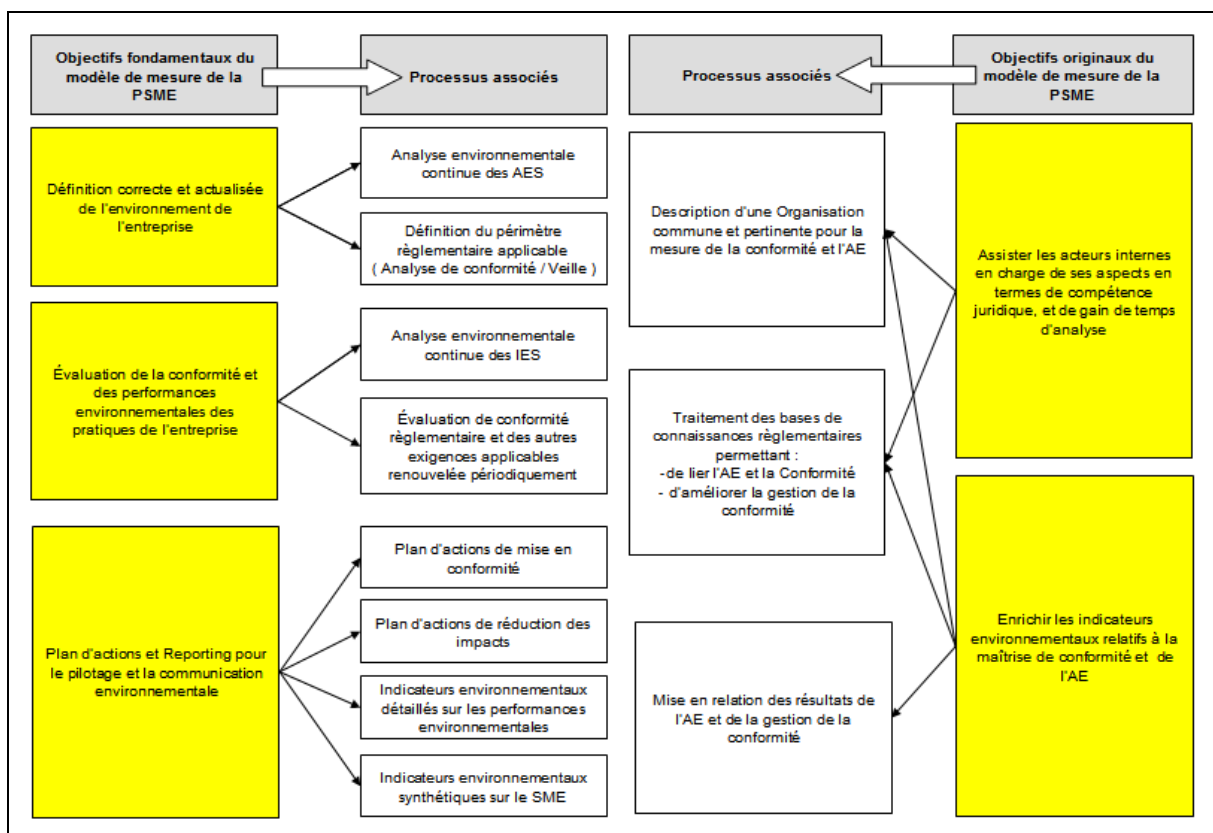 Objectifs fondamentaux du
modèle de mesure de la
PSME
Processus associés
Processus associés
Objectifs originaux du
modèle de mesure de la
PSME
Définition correcte et actualisée
de l'environnement de
l'entreprise
Analyse environnementale
continue des AES
Définition du périmètre
règlementaire applicable
( Analyse de conformité / Veille )
Évaluation de la conformité et
des performances
environnementales des
pratiques de l'entreprise
Analyse environnementale
continue des IES
Évaluation de conformité
règlementaire et des autres
exigences applicables
renouvelée périodiquement
Plan d'actions et Reporting pour
le pilotage et la communication
environnementale
Plan d'actions de mise en
conformité
Plan d'actions de réduction des
impacts
Indicateurs environnementaux
détaillés sur les performances
environnementales
Indicateurs environnementaux
synthétiques sur le SME
Description d'une Organisation
commune et pertinente pour la
mesure de la conformité et l'AE
Traitement des bases de
connaissances règlementaires
permettant :
-de lier l'AE et la Conformité
- d'améliorer la gestion de la
conformité
Mise en relation des résultats de
l'AE et de la gestion de la
conformité
Assister les acteurs internes
en charge de ses aspects en
termes de compétence
juridique, et de gain de temps
d'analyse
Enrichir les indicateurs
environnementaux relatifs à la
maîtrise de conformité et de
l'AE